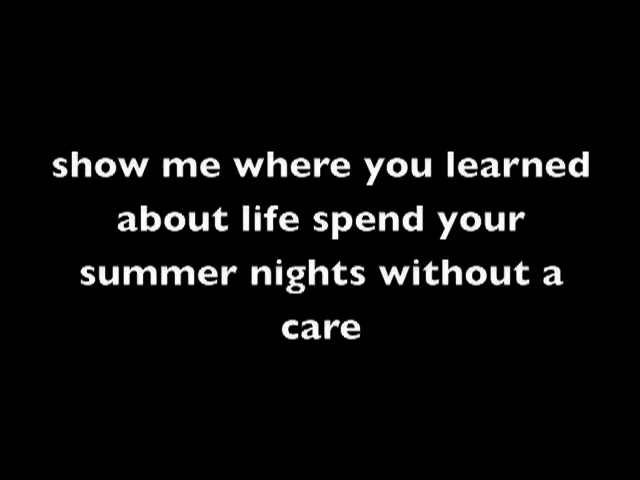 show me where you learned
about life spend your
summer nights without a
care